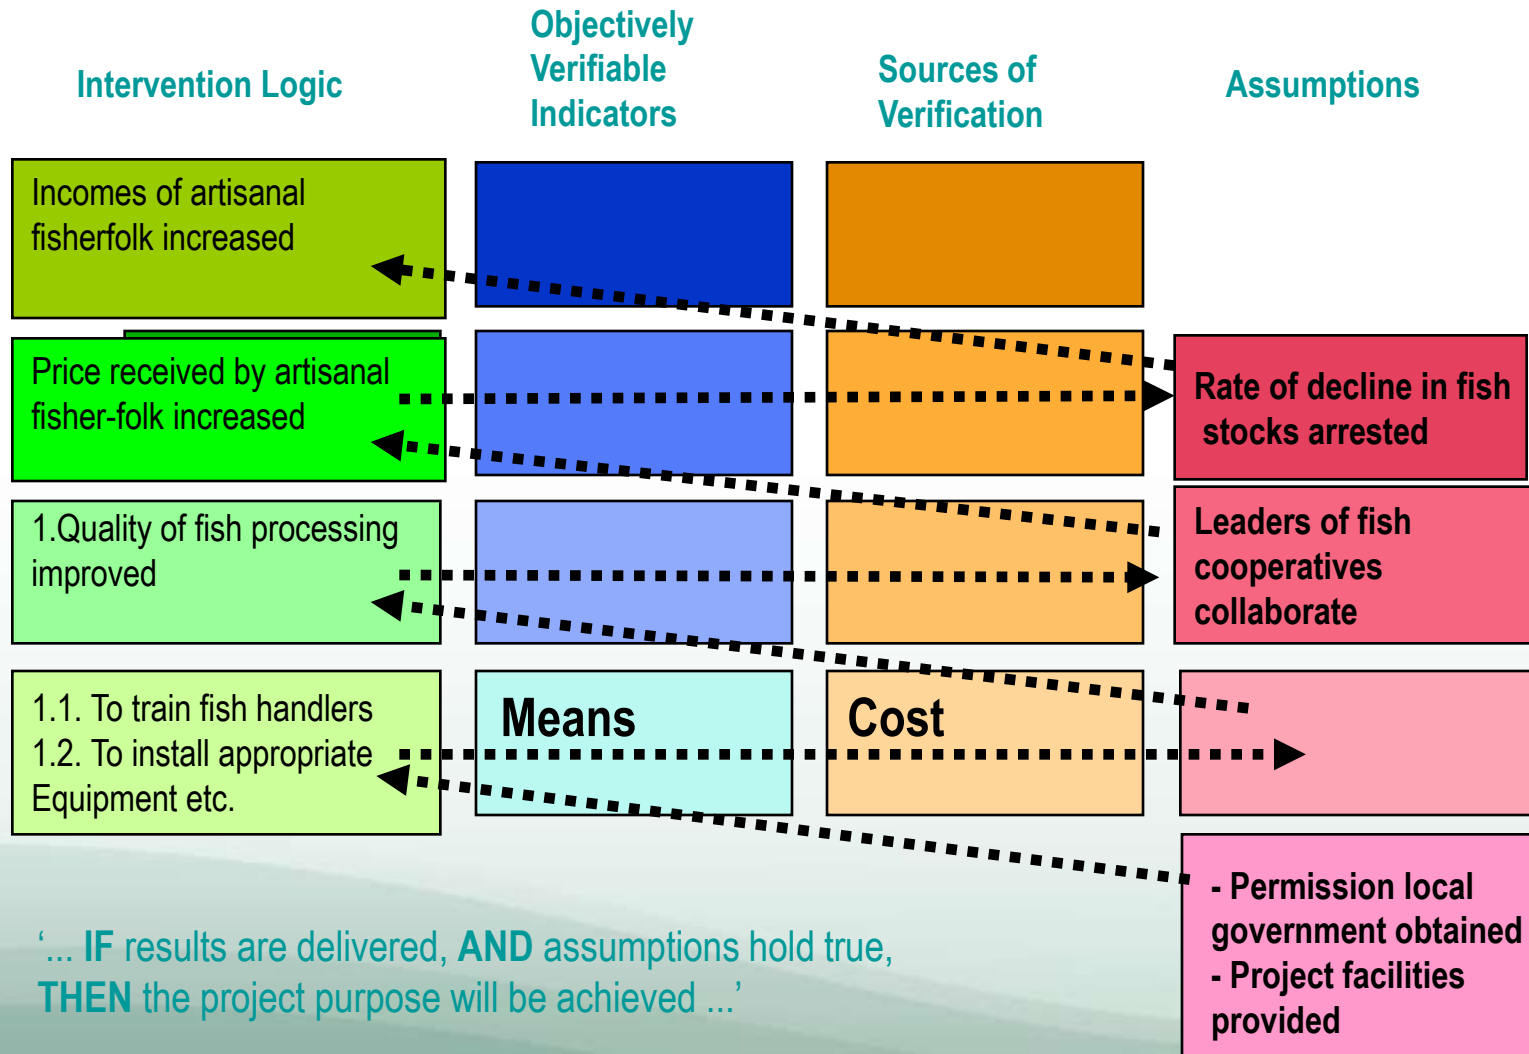 Intervention Logic
Objectively
Verifiable
Indicators
Sources of
Verification
Assumptions
Incomes of artisanal
fisherfolk increased
Price received by artisanal
fisher-folk increased
Rate of decline in fish
stocks arrested
1.Quality of fish processing
improved
Leaders of fish
cooperatives
collaborate
1.1. To train fish handlers
1.2. To install appropriate
Equipment etc.
Means
Cost
- Permission local
government obtained
- Project facilities
provided
‘... IF results are delivered, AND assumptions hold true,
THEN the project purpose will be achieved ...’